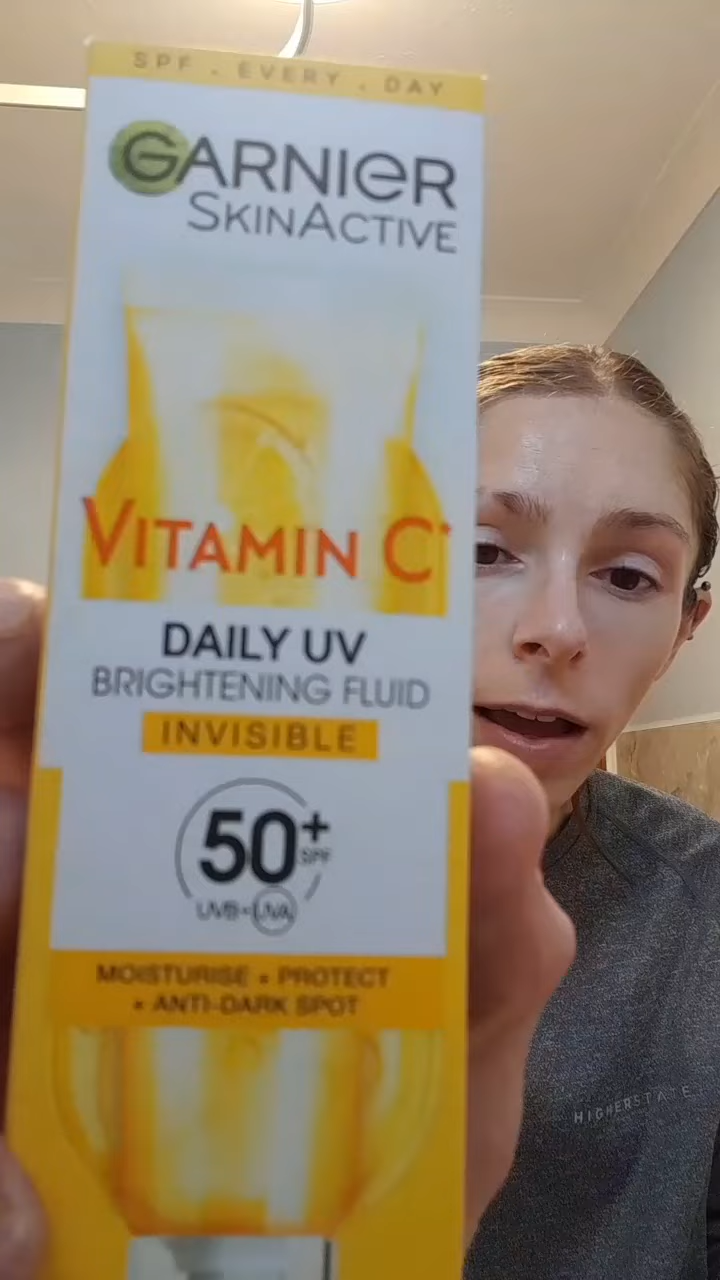 SPF . EVERY . DAY
GARNIER
SKINACTIVE
VITAMIN C*
DAILY UV
BRIGHTENING FLUID
INVISIBLE
50+
SPF
UVB+UVA
MOISTURISE • PROTECT
• ANTI-DARK SPOT
HIGHERSTATE